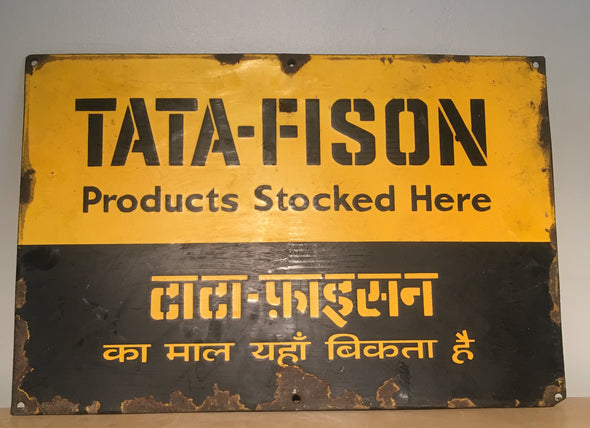 TATA-FISON
Products Stocked Here
टाटा-फ़ाइसन
का माल यहाँ बिकता है